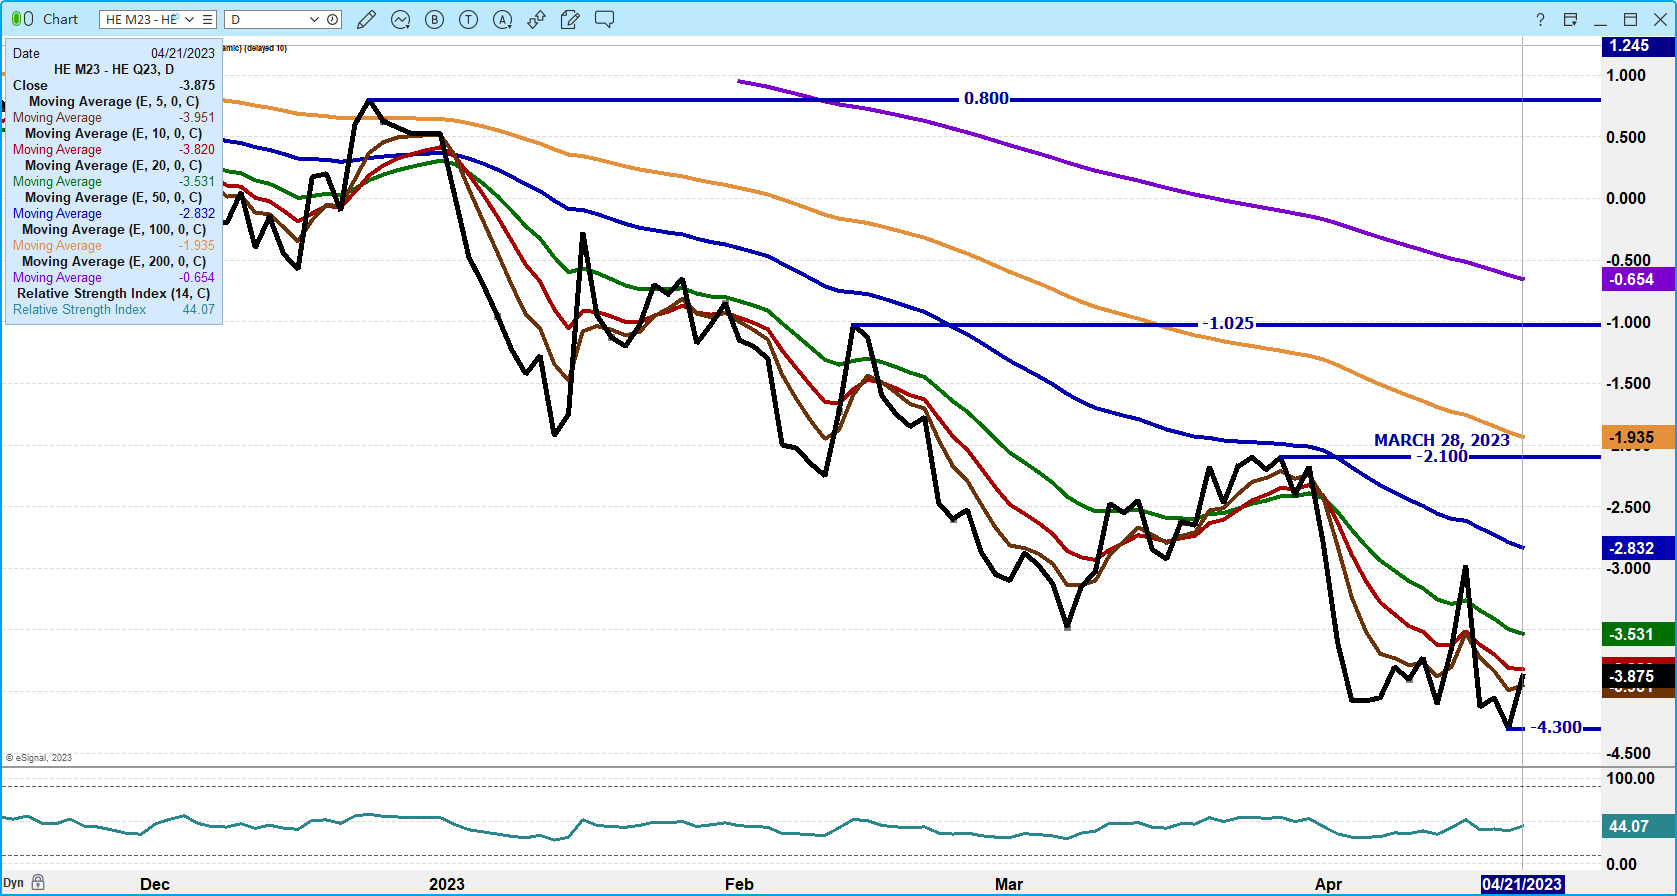 Chart HE M23 - HE D B T A ?
amic) (delayed 10)
Date 04/21/2023
HE M23 - HE Q23, D
Close -3.875
Moving Average (E, 5, 0, C)
Moving Average -3.951
Moving Average (E, 10, 0, C)
Moving Average -3.820
Moving Average (E, 20, 0, C)
Moving Average -3.531
Moving Average (E, 50, 0, C)
Moving Average -2.832
Moving Average (E, 100, 0, C)
Moving Average -1.935
Moving Average (E, 200, 0, C)
Moving Average -0.654
Relative Strength Index (14, C)
Relative Strength Index 44.07
0.800
-1.025
MARCH 28, 2023
-2.100
-4.300
1.245
1.000
0.500
0.000
-0.500
-0.654
-1.000
-1.500
-1.935
-2.500
-2.832
-3.000
-3.531
-3.875
-4.500
© eSignal, 2023
100.00
44.07
0.00
Dyn Dec 2023 Feb Mar Apr 04/21/2023